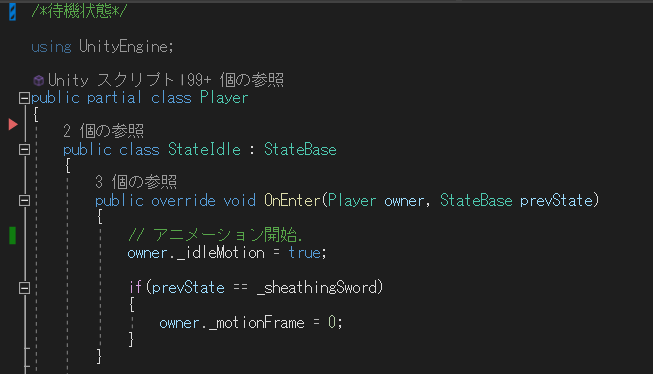 /*待機状態*/
using UnityEngine;
Unity スクリプト|99+ 個の参照
public partial class Player
{
2 個の参照
public class StateIdle : StateBase
{
3 個の参照
public override void OnEnter(Player owner, StateBase prevState)
{
// アニメーション開始.
owner._idleMotion = true;
if(prevState == _sheathingSword)
{
owner._motionFrame = 0;
}
}